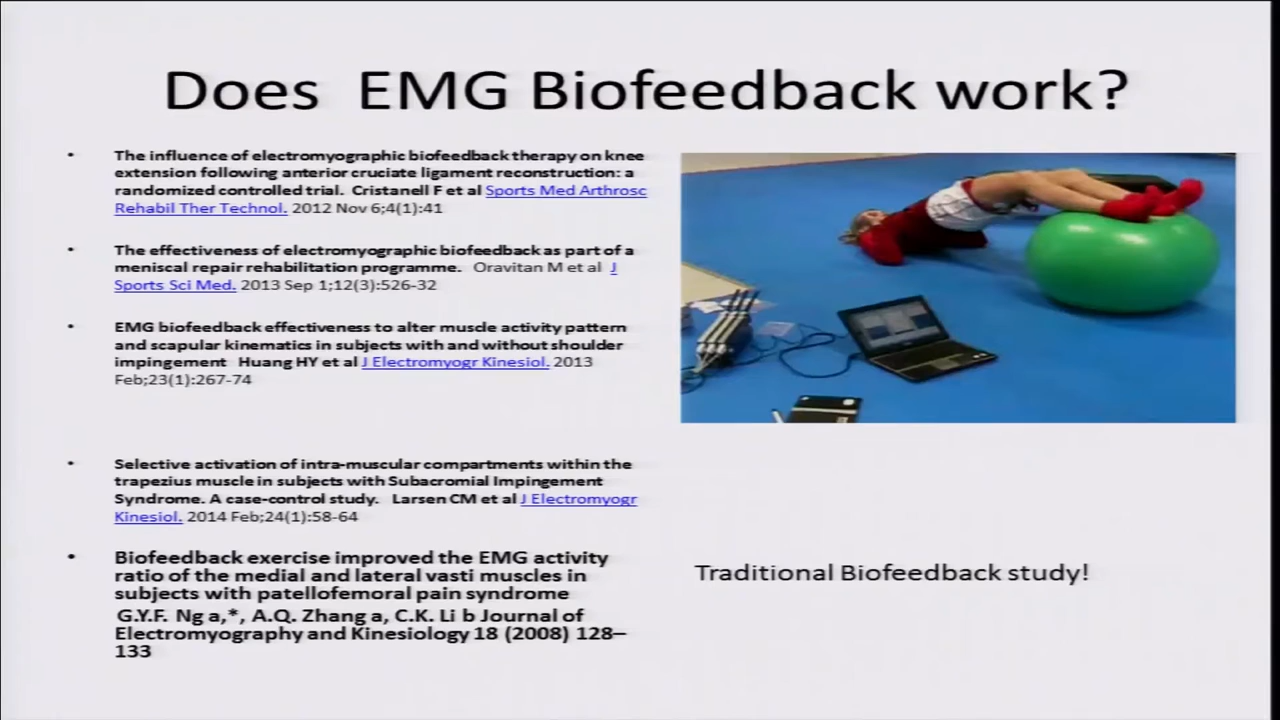 Does EMG Biofeedback work?
• The influence of electromyographic biofeedback therapy on knee
extension following anterior cruciate ligament reconstruction: a
randomized controlled trial. Cristanell F et al Sports Med Arthrosc
Rehabil Ther Technol. 2012 Nov 6;4(1):41
• The effectiveness of electromyographic biofeedback as part of a
meniscal repair rehabilitation programme. Oravitan M et al J
Sports Sci Med. 2013 Sep 1;12(3):526-32
• EMG biofeedback effectiveness to alter muscle activity pattern
and scapular kinematics in subjects with and without shoulder
impingement Huang HY et al J Electromyogr Kinesiol. 2013
Feb;23(1):267-74
• Selective activation of intra-muscular compartments within the
trapezius muscle in subjects with Subacromial Impingement
Syndrome. A case-control study. Larsen CM et al J Electromyogr
Kinesiol. 2014 Feb;24(1):58-64
• Biofeedback exercise improved the EMG activity
ratio of the medial and lateral vasti muscles in
subjects with patellofemoral pain syndrome
G.Y.F. Ng a,*, A.Q. Zhang a, C.K. Li b Journal of
Electromyography and Kinesiology 18 (2008) 128–
133
Traditional Biofeedback study!